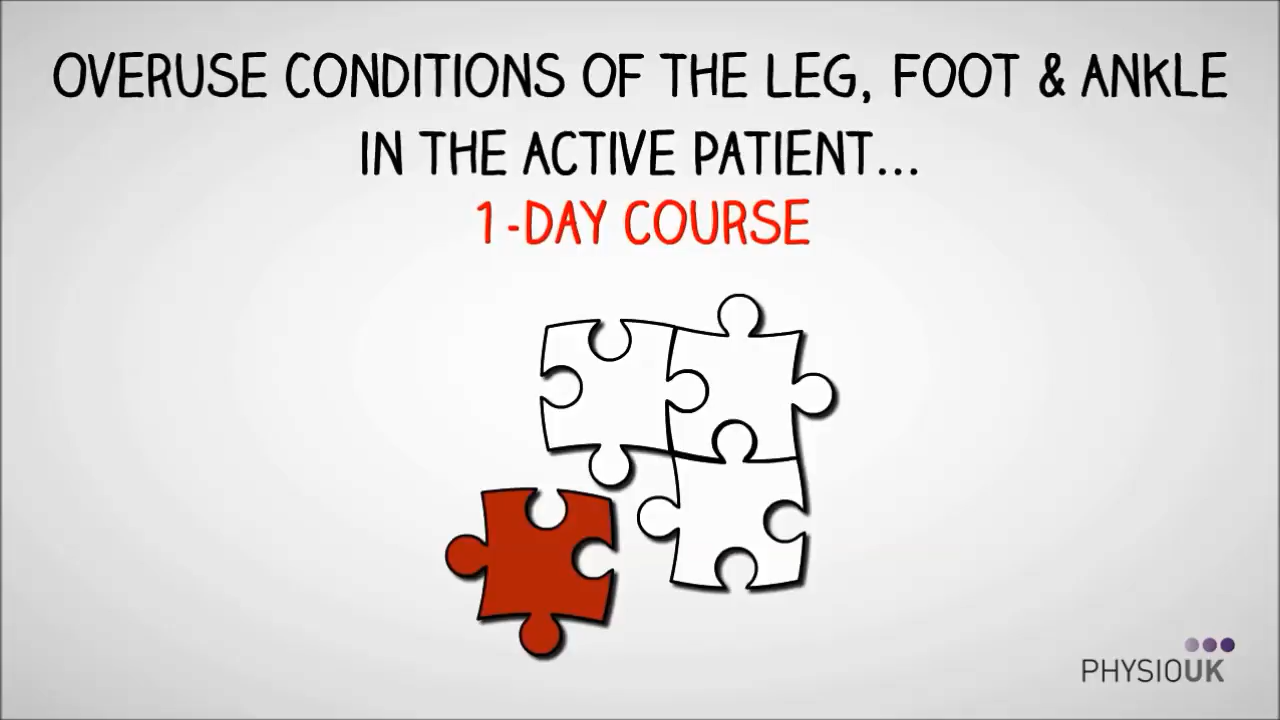 OVERUSE CONDITIONS OF THE LEG, FOOT & ANKLE
IN THE ACTIVE PATIENT...
1-DAY COURSE
PHYSIOUK